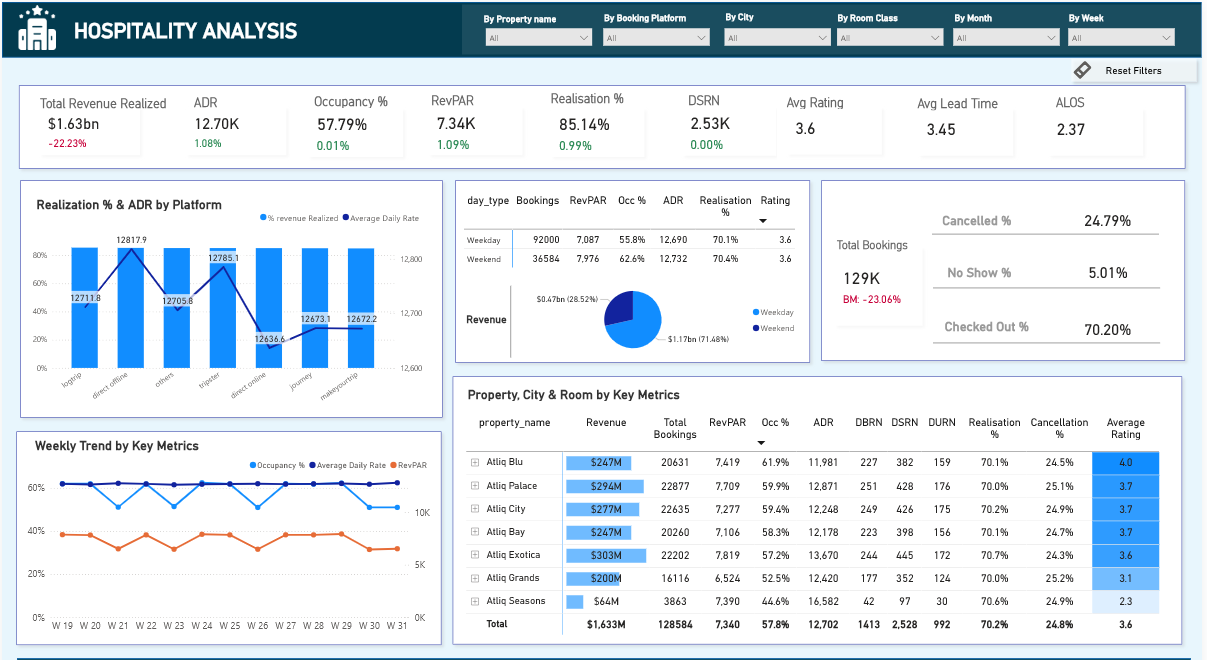 HOSPITALITY ANALYSIS
By Property name By Booking Platform By City By Room Class By Month By Week
All All All All All All
Reset Filters
Total Revenue Realized ADR Occupancy % RevPAR Realisation % DSRN Avg Rating Avg Lead Time ALOS
$1.63bn 12.70K 57.79% 7.34K 85.14% 2.53K 3.6 3.45 2.37
-22.23% 1.08% 0.01% 1.09% 0.99% 0.00%
Realization % & ADR by Platform
% revenue Realized Average Daily Rate
80%
60%
40%
20%
0%
12817.9
12785.1
12711.8
12705.8
12636.6
12673.1
12672.2
12,800
12,700
12,600
logtrip direct offline others tripster direct online journey makeyourtrip
day_type Bookings RevPAR Occ % ADR Realisation % Rating
Weekday 92000 7,087 55.8% 12,690 70.1% 3.6
Weekend 36584 7,976 62.6% 12,732 70.4% 3.6
Revenue
$0.47bn (28.52%)
$1.17bn (71.48%)
Weekday
Weekend
Total Bookings
129K
BM: -23.06%
Cancelled % 24.79%
No Show % 5.01%
Checked Out % 70.20%
Weekly Trend by Key Metrics
Occupancy % Average Daily Rate RevPAR
60%
40%
20%
0%
10K
5K
0K
W 19 W 20 W 21 W 22 W 23 W 24 W 25 W 26 W 27 W 28 W 29 W 30 W 31
Property, City & Room by Key Metrics
property_name Revenue Total Bookings RevPAR Occ % ADR DBRN DSRN DURN Realisation % Cancellation % Average Rating
Atliq Blu $247M 20631 7,419 61.9% 11,981 227 382 159 70.1% 24.5% 4.0
Atliq Palace $294M 22877 7,709 59.9% 12,871 251 428 176 70.0% 25.1% 3.7
Atliq City $277M 22635 7,277 59.4% 12,248 249 426 175 70.2% 24.9% 3.7
Atliq Bay $247M 20260 7,106 58.3% 12,178 223 398 156 70.1% 24.7% 3.7
Atliq Exotica $303M 22202 7,819 57.2% 13,670 244 445 172 70.7% 24.3% 3.6
Atliq Grands $200M 16116 6,524 52.5% 12,420 177 352 124 70.0% 25.2% 3.1
Atliq Seasons $64M 3863 7,390 44.6% 16,582 42 97 30 70.6% 24.9% 2.3
Total $1,633M 128584 7,340 57.8% 12,702 1413 2,528 992 70.2% 24.8% 3.6